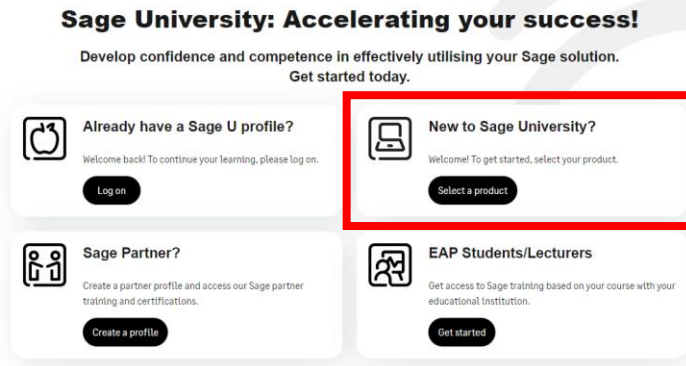 Sage University: Accelerating your success!
Develop confidence and competence in effectively utilising your Sage solution.
Get started today.
Already have a Sage U profile?
Welcome back! To continue your learning, please log on.
Log on
New to Sage University?
Welcome! To get started, select your product.
Select a product
Sage Partner?
Create a partner profile and access our Sage partner
training and certifications.
Create a profile
EAP Students/Lecturers
Get access to Sage training based on your course with your
educational institution.
Get started